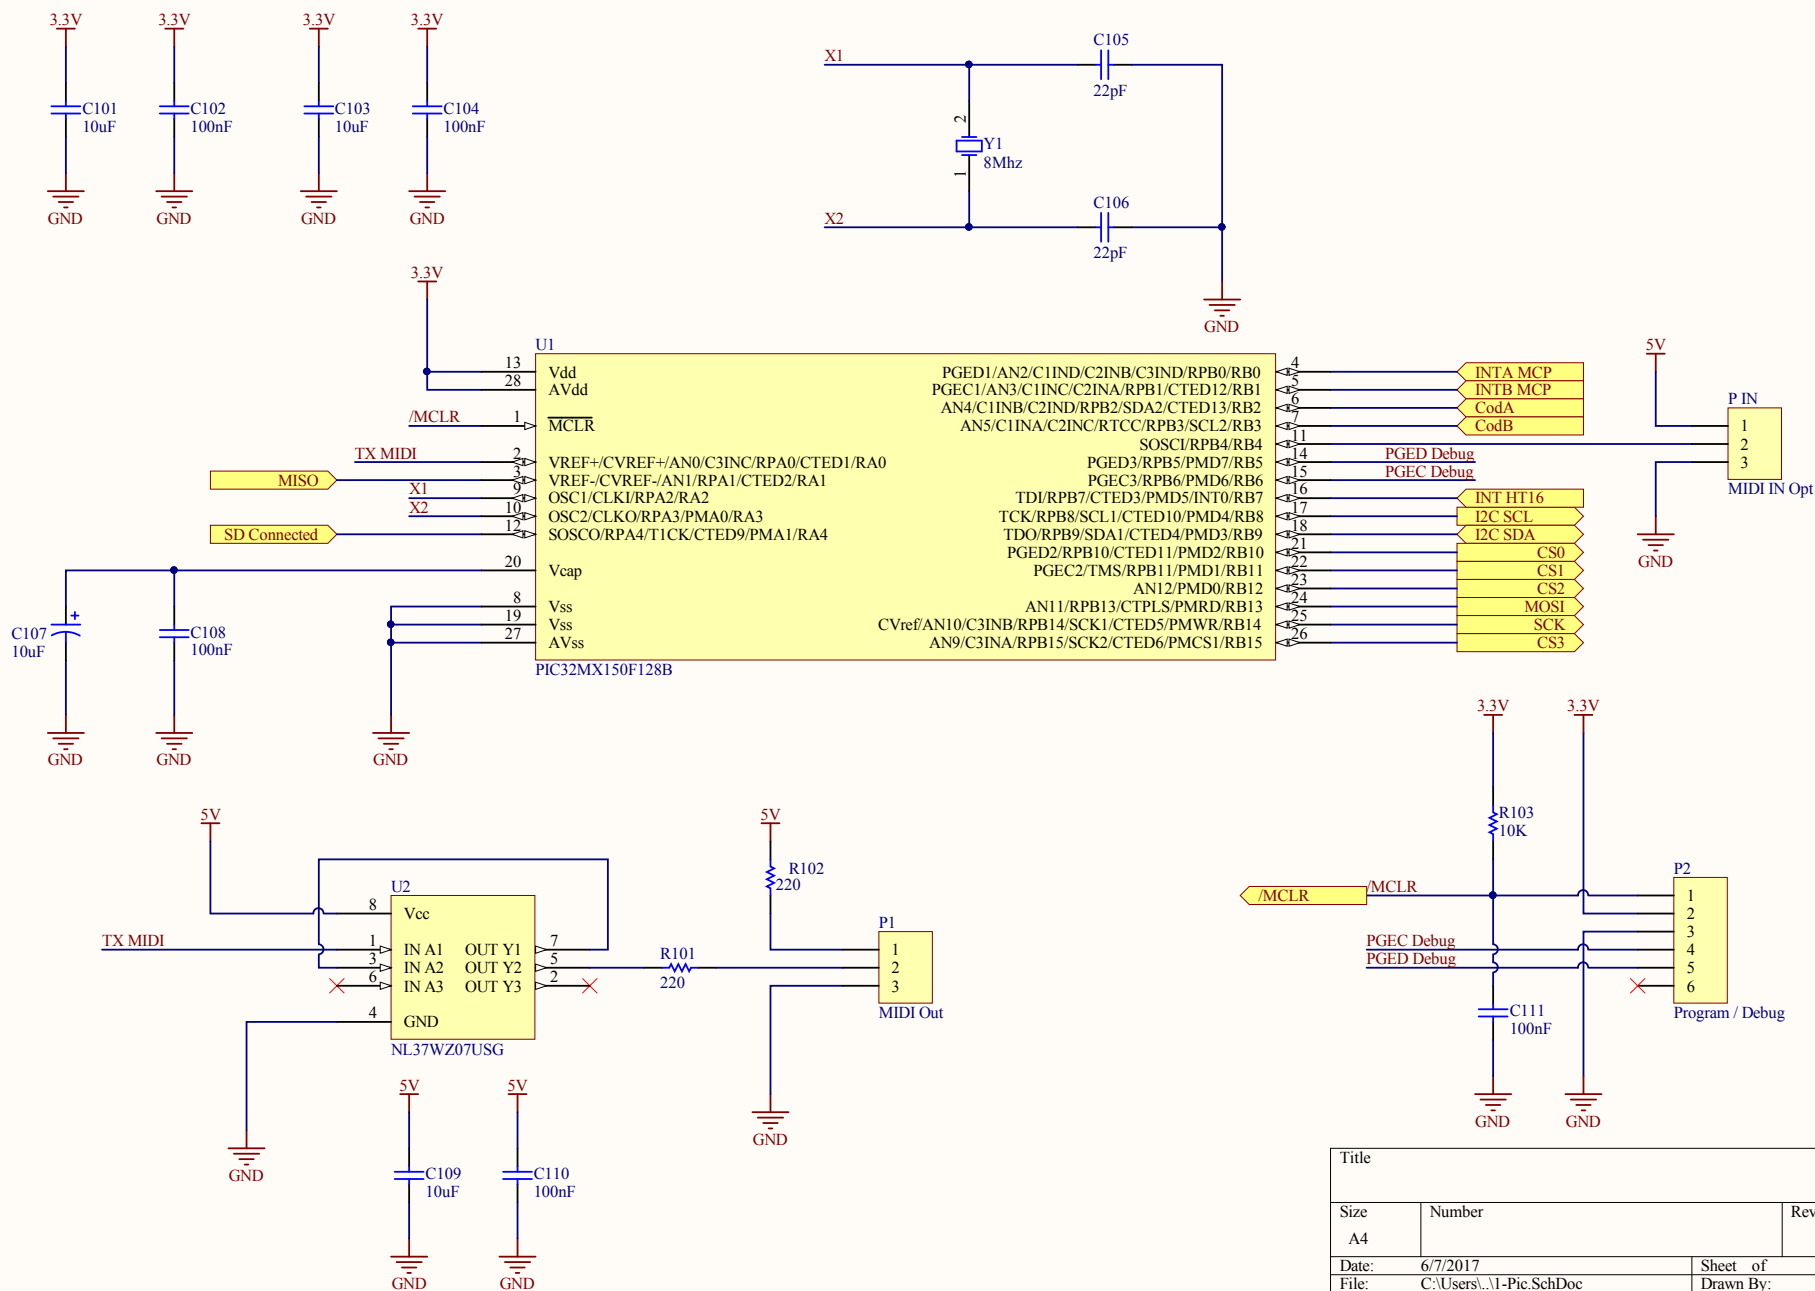 3.3V 3.3V 3.3V 3.3V
C101 C102 C103 C104
10uF 100nF 10uF 100nF
GND GND GND GND
X1 C105
22pF
2
Y1
8Mhz
1
X2 C106
22pF
GND
3.3V
U1
13 Vdd
28 AVdd
/MCLR 1 MCLR
TX MIDI 2 VREF+/CVREF+/AN0/C3INC/RPA0/CTED1/RA0
MISO 3 VREF-/CVREF-/AN1/RPA1/CTED2/RA1
X1 9 OSC1/CLKI/RPA2/RA2
X2 10 OSC2/CLKO/RPA3/PMA0/RA3
SD Connected 12 SOSCO/RPA4/T1CK/CTED9/PMA1/RA4
20 Vcap
8 Vss
19 Vss
27 AVss
PGED1/AN2/C1IND/C2INB/C3IND/RPB0/RB0 4 INTA MCP
PGEC1/AN3/C1INC/C2INA/RPB1/CTED12/RB1 5 INTB MCP
AN4/C1INB/C2IND/RPB2/SDA2/CTED13/RB2 6 CodA
AN5/C1INA/C2INC/RTCC/RPB3/SCL2/RB3 7 CodB
SOSCI/RPB4/RB4 11
PGED3/RPB5/PMD7/RB5 14 PGED Debug
PGEC3/RPB6/PMD6/RB6 15 PGEC Debug
TDI/RPB7/CTED3/PMD5/INT0/RB7 16 INT HT16
TCK/RPB8/SCL1/CTED10/PMD4/RB8 17 I2C SCL
TDO/RPB9/SDA1/CTED4/PMD3/RB9 18 I2C SDA
PGED2/RPB10/CTED11/PMD2/RB10 21 CS0
PGEC2/TMS/RPB11/PMD1/RB11 22 CS1
AN12/PMD0/RB12 23 CS2
AN11/RPB13/CTPLS/PMRD/RB13 24 MOSI
CVref/AN10/C3INB/RPB14/SCK1/CTED5/PMWR/RB14 25 SCK
AN9/C3INA/RPB15/SCK2/CTED6/PMCS1/RB15 26 CS3
PIC32MX150F128B
5V
P IN
1
2
3
MIDI IN Opt
GND
+
C107 C108
10uF 100nF
GND GND GND
5V
U2
8 Vcc
TX MIDI 1 IN A1 OUT Y1 7
3 IN A2 OUT Y2 5
6 IN A3 OUT Y3 2
4 GND
NL37WZ07USG
GND
R101
220
5V
R102
220
P1
1
2
3
MIDI Out
GND
5V 5V
C109 C110
10uF 100nF
GND GND
3.3V 3.3V
R103
10K
P2
/MCLR /MCLR 1
2
3
PGEC Debug 4
PGED Debug 5
6
Program / Debug
C111
100nF
GND GND
Title
Size Number Rev
A4
Date: 6/7/2017 Sheet of
File: C:\Users\..\1-Pic.SchDoc Drawn By: